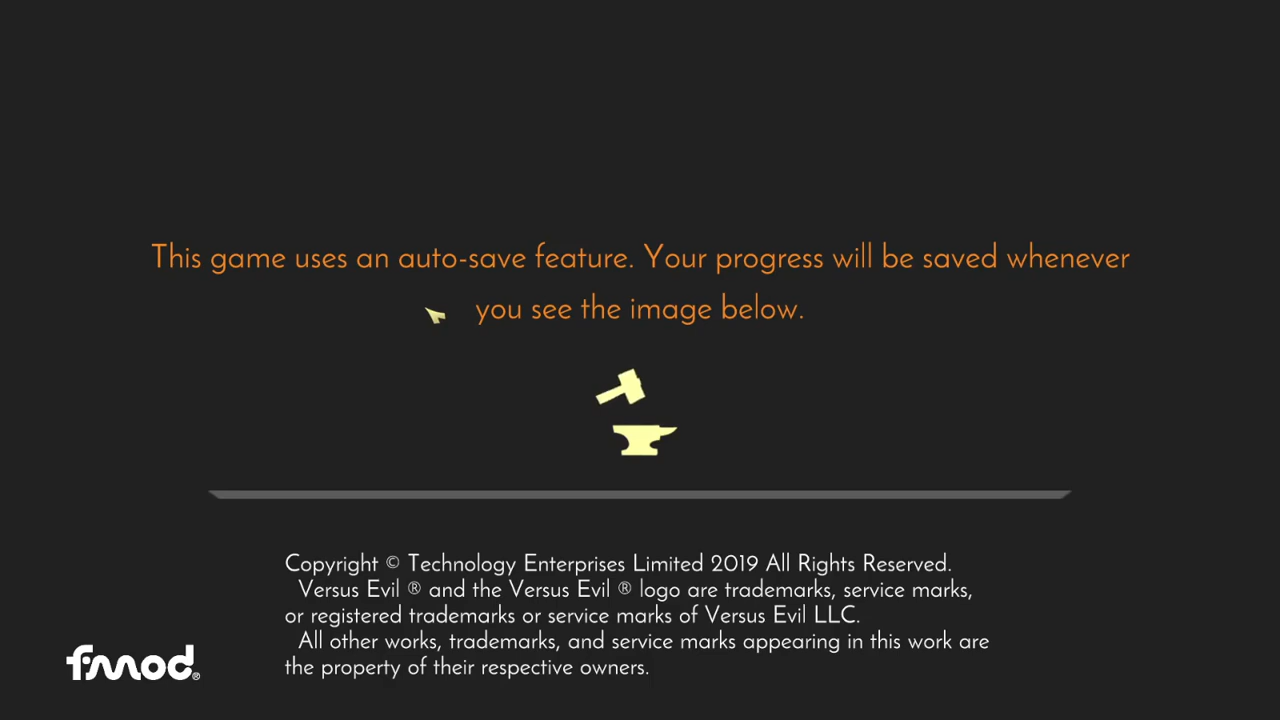 This game uses an auto-save feature. Your progress will be saved whenever
you see the image below.
Copyright © Technology Enterprises Limited 2019 All Rights Reserved.
Versus Evil ® and the Versus Evil ® logo are trademarks, service marks,
or registered trademarks or service marks of Versus Evil LLC.
All other works, trademarks, and service marks appearing in this work are
the property of their respective owners.
fmod®